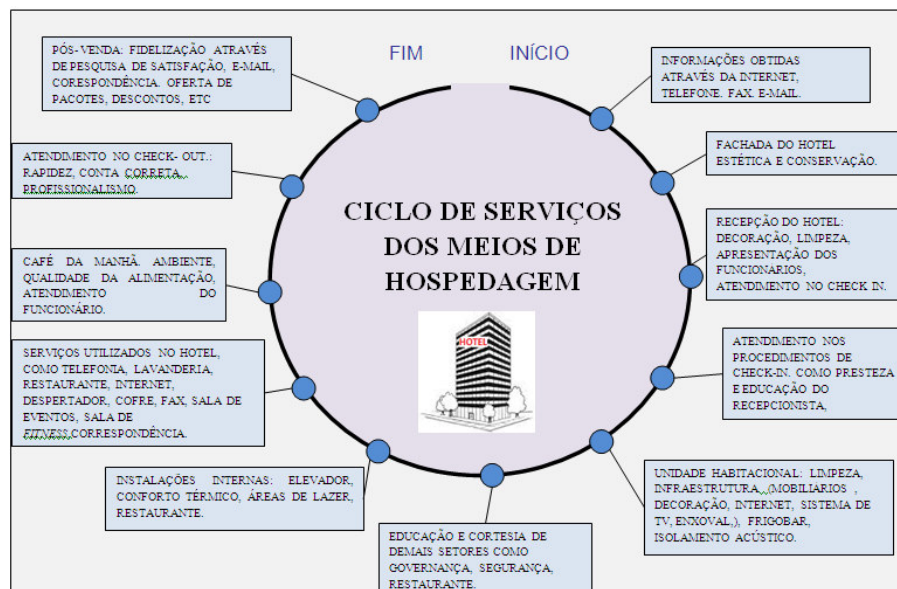 FIM
INÍCIO
INFORMAÇÕES OBTIDAS
ATRAVÉS DA INTERNET,
TELEFONE. FAX. E-MAIL.
FACHADA DO HOTEL
ESTÉTICA E CONSERVAÇÃO.
RECEPÇÃO DO HOTEL:
DECORAÇÃO, LIMPEZA,
APRESENTAÇÃO DOS
FUNCIONARIOS,
ATENDIMENTO NO CHECK IN.
ATENDIMENTO NOS
PROCEDIMENTOS DE
CHECK-IN. COMO PRESTEZA
E EDUCAÇÃO DO
RECEPCIONISTA,
UNIDADE HABITACIONAL: LIMPEZA,
INFRAESTRUTURA, (MOBILIARIOS ,
DECORAÇÃO, INTERNET, SISTEMA DE
TV, ENXOVAL,), FRIGOBAR,
ISOLAMENTO ACÚSTICO.
EDUCAÇÃO E CORTESIA DE
DEMAIS SETORES COMO
GOVERNANÇA, SEGURANÇA,
RESTAURANTE.
INSTALAÇÕES INTERNAS: ELEVADOR,
CONFORTO TÉRMICO, ÁREAS DE LAZER,
RESTAURANTE.
SERVIÇOS UTILIZADOS NO HOTEL,
COMO TELEFONIA, LAVANDERIA,
RESTAURANTE, INTERNET,
DESPERTADOR, COFRE, FAX, SALA DE
EVENTOS, SALA DE
FITNESS,CORRESPONDÊNCIA.
CAFÉ DA MANHÃ. AMBIENTE,
QUALIDADE DA ALIMENTAÇÃO,
ATENDIMENTO DO
FUNCIONÁRIO.
ATENDIMENTO NO CHECK- OUT.:
RAPIDEZ, CONTA CORRETA,
PROFISSIONALISMO.
PÓS-VENDA: FIDELIZAÇÃO ATRAVÉS
DE PESQUISA DE SATISFAÇÃO, E-MAIL,
CORESPONDÊNCIA. OFERTA DE
PACOTES, DESCONTOS, ETC
CICLO DE SERVIÇOS
DOS MEIOS DE
HOSPEDAGEM
HOTEL